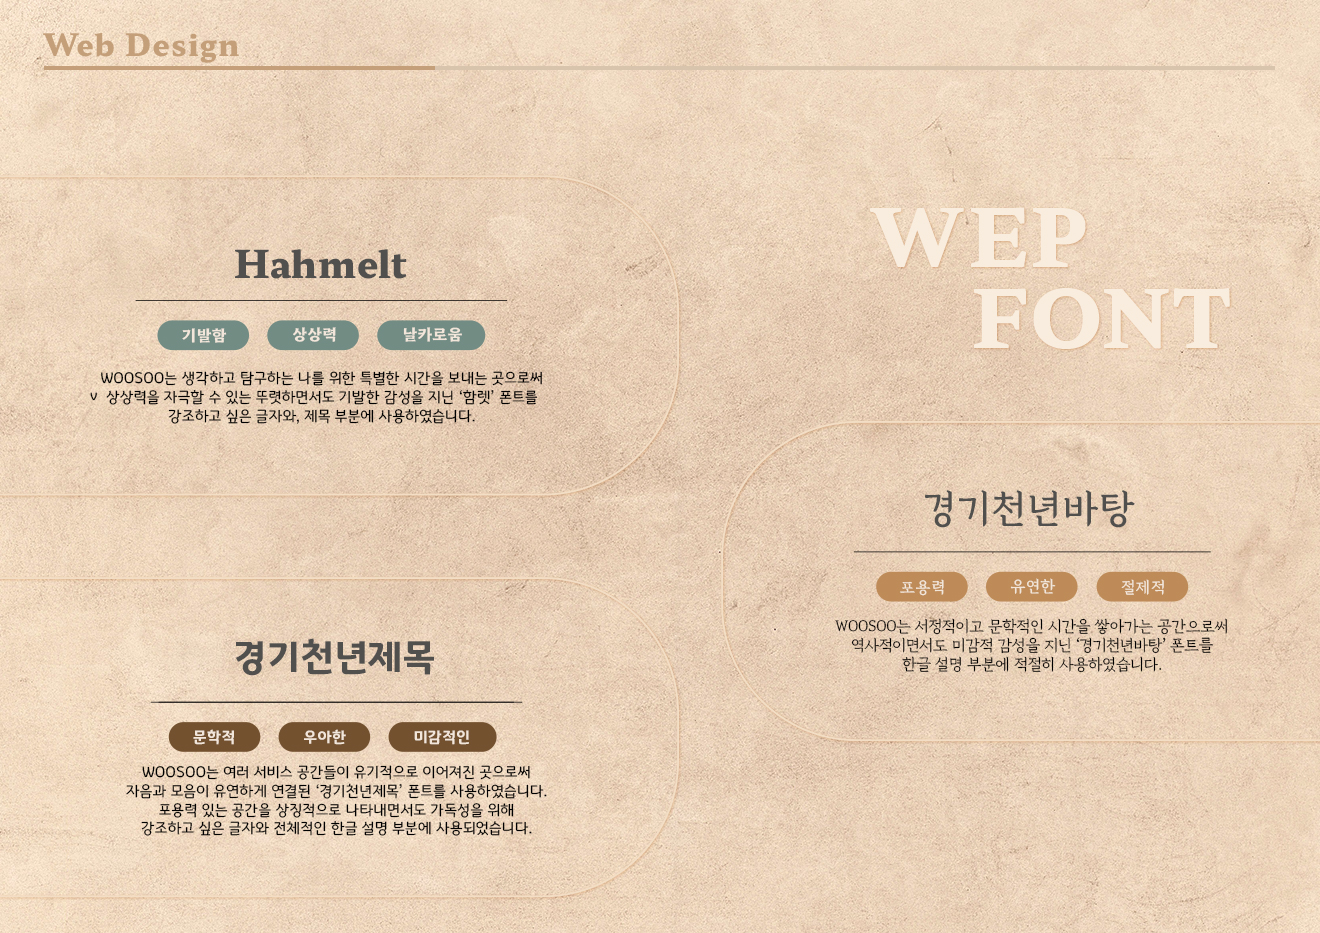 Web Design
WEP
FONT
Hahmelt
기발함 상상력 날카로움
WOOSOO는 생각하고 탐구하는 나를 위한 특별한 시간을 보내는 곳으로써
v 상상력을 자극할 수 있는 뚜렷하면서도 기발한 감성을 지닌 ‘함렛’ 폰트를
강조하고 싶은 글자와, 제목 부분에 사용하였습니다.
경기천년바탕
포용력 유연한 절제적
WOOSOO는 서정적이고 문학적인 시간을 쌓아가는 공간으로써
역사적이면서도 미감적 감성을 지닌 ‘경기천년바탕’ 폰트를
한글 설명 부분에 적절히 사용하였습니다.
경기천년제목
문학적 우아한 미감적인
WOOSOO는 여러 서비스 공간들이 유기적으로 이어져진 곳으로써
자음과 모음이 유연하게 연결된 ‘경기천년제목’ 폰트를 사용하였습니다.
포용력 있는 공간을 상징적으로 나타내면서도 가독성을 위해
강조하고 싶은 글자와 전체적인 한글 설명 부분에 사용되었습니다.